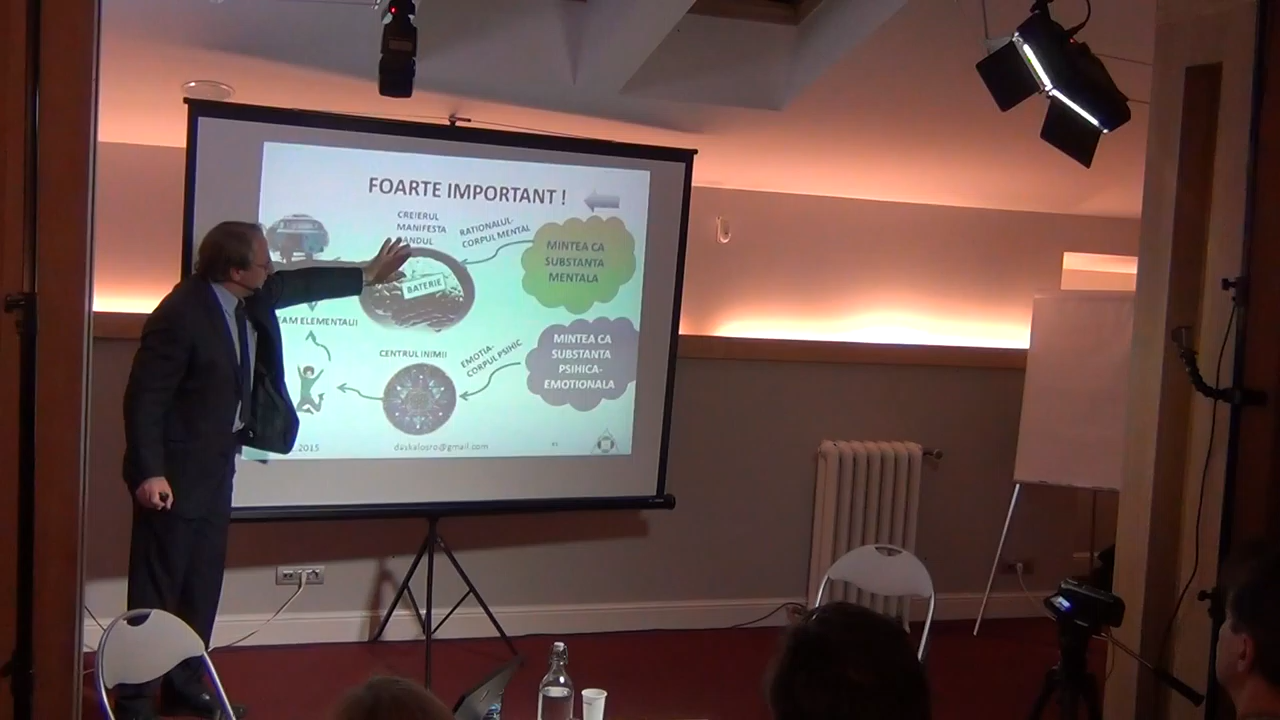 FOARTE IMPORTANT !
CREIERUL
MANIFESTA
RATIONALUL-
CORPUL MENTAL
MINTEA CA
SUBSTANTA
MENTALA
BATERIE
ELEMENTALII
CENTRUL INIMII
EMOTIA-
CORPUL PSIHIC
MINTEA CA
SUBSTANTA
PSIHICA-
EMOTIONALA
2015
daskalosro@gmail.com